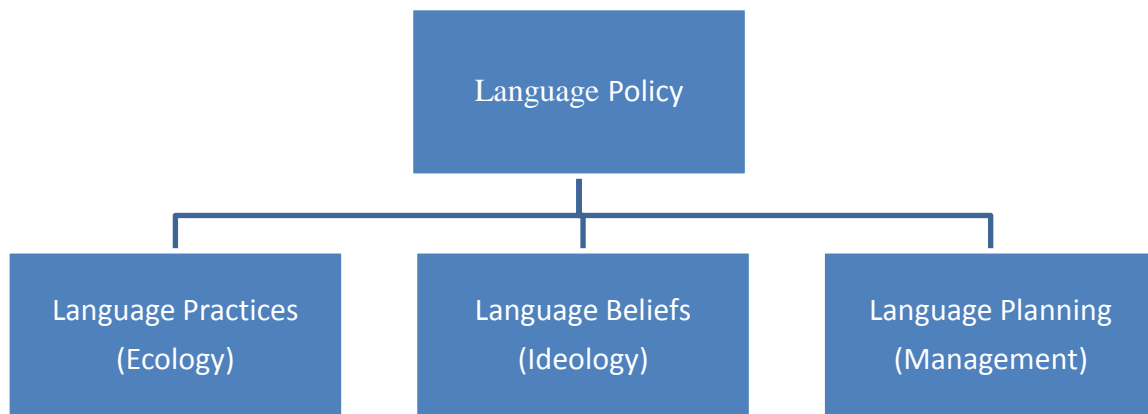 Language Policy
Language Practices
(Ecology)
Language Beliefs
(Ideology)
Language Planning
(Management)